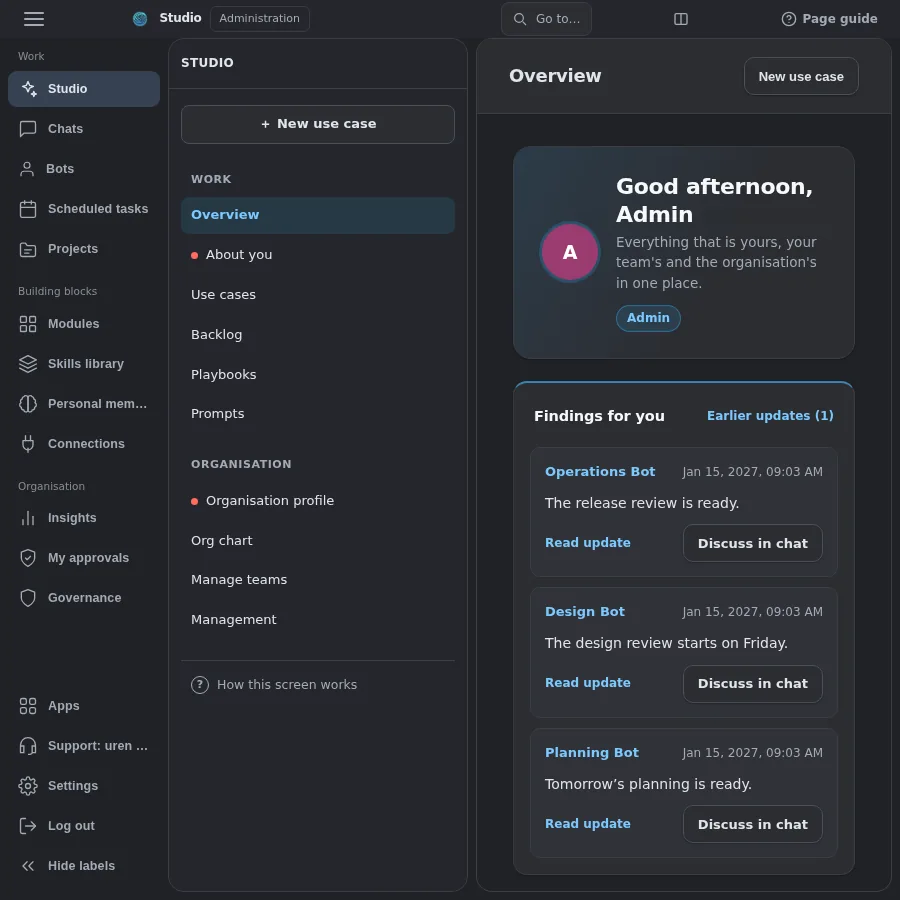 Studio
Administration
Go to...
Page guide
Work
Studio
Chats
Bots
Scheduled tasks
Projects
Building blocks
Modules
Skills library
Personal mem...
Connections
Organisation
Insights
My approvals
Governance
Apps
Support: uren ...
Settings
Log out
Hide labels
STUDIO
+ New use case
WORK
Overview
About you
Use cases
Backlog
Playbooks
Prompts
ORGANISATION
Organisation profile
Org chart
Manage teams
Management
? How this screen works
Overview
New use case
A
Good afternoon,
Admin
Everything that is yours, your
team's and the organisation's
in one place.
Admin
Findings for you
Earlier updates (1)
Operations Bot
Jan 15, 2027, 09:03 AM
The release review is ready.
Read update
Discuss in chat
Design Bot
Jan 15, 2027, 09:03 AM
The design review starts on Friday.
Read update
Discuss in chat
Planning Bot
Jan 15, 2027, 09:03 AM
Tomorrow’s planning is ready.
Read update
Discuss in chat